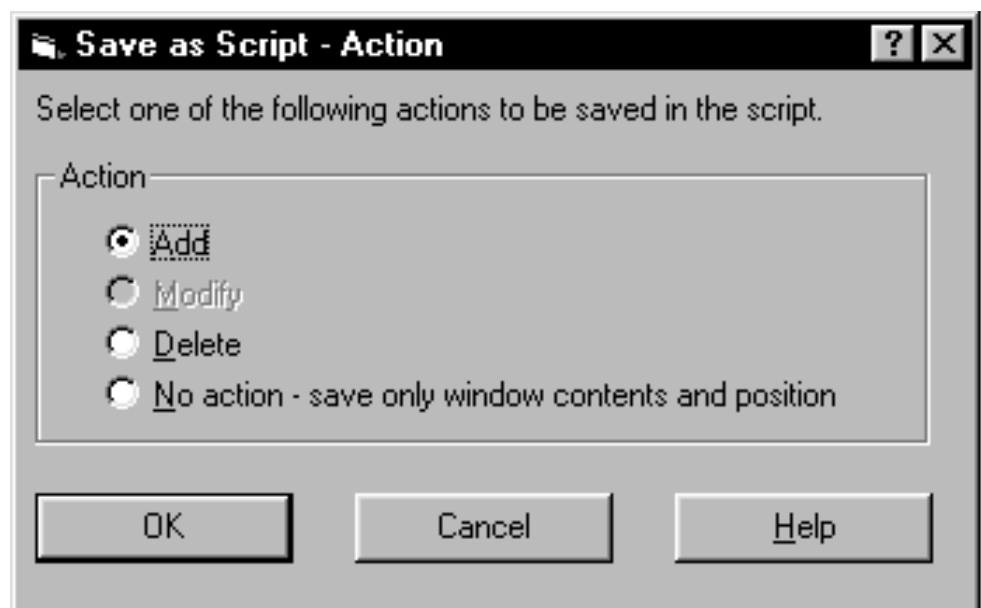 Save as Script - Action
?
Select one of the following actions to be saved in the script.
Action
Add
Modify
Delete
No action - save only window contents and position
OK
Cancel
Help